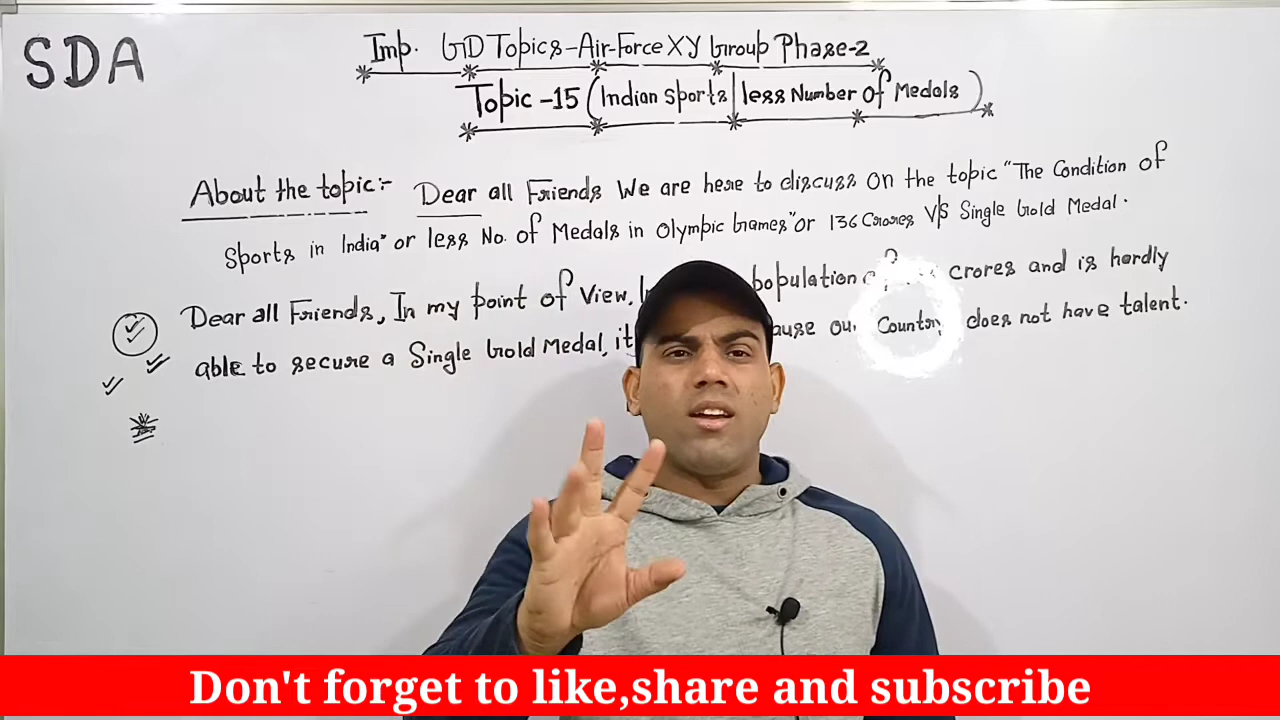 SDA
Imp. GD Topics-Air-Force XY Group Phase-2
Topic -15 (Indian Sports | less Number of Medals)
About the topic:- Dear all Friends We are here to discuss on the topic "The Condition of
Sports in India" or less No. of Medals in Olympic Games" or 136 Crores V/S Single Gold Medal.
Dear all Friends, In my point of View, population crores and is hardly
able to secure a Single Gold Medal, it our Country does not have talent.
Don't forget to like,share and subscribe